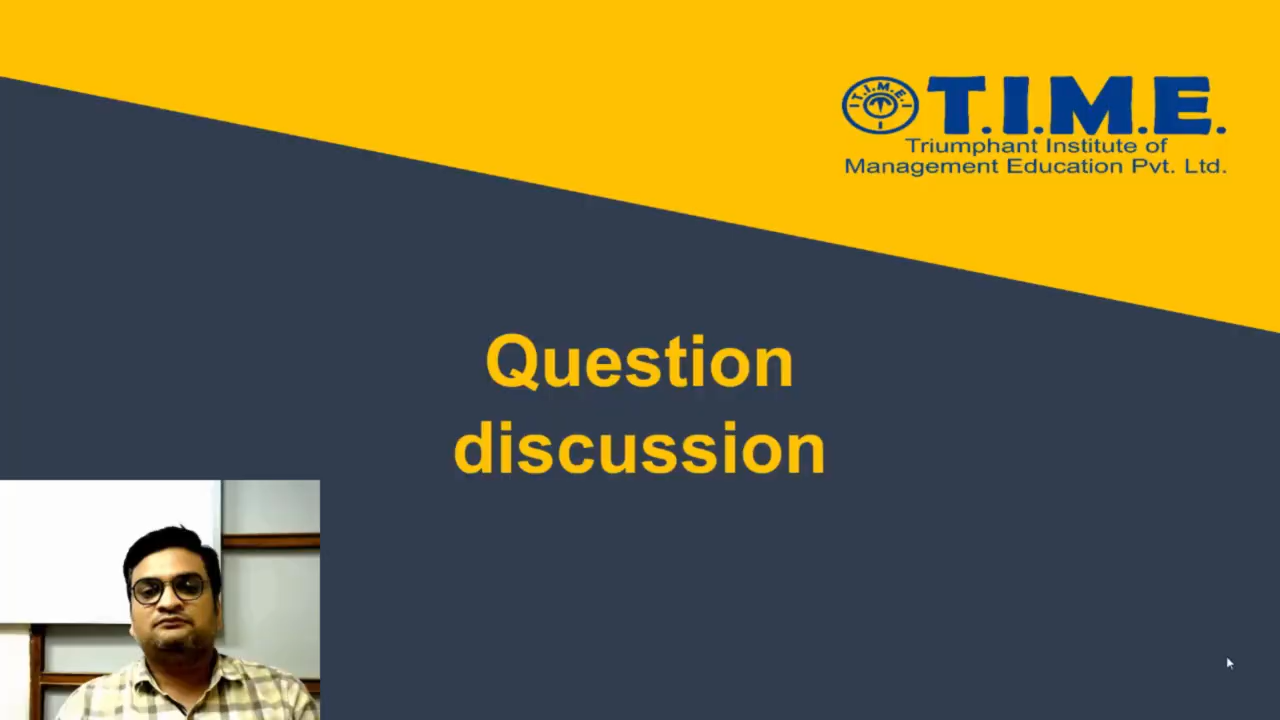 T.I.M.E.
T.I.M.E.
Triumphant Institute of
Management Education Pvt. Ltd.
Question
discussion